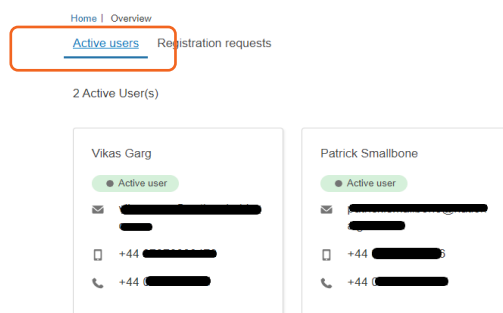 Home | Overview
Active users Registration requests
2 Active User(s)
Vikas Garg
Active user
+44
+44
Patrick Smallbone
Active user
+44
+44